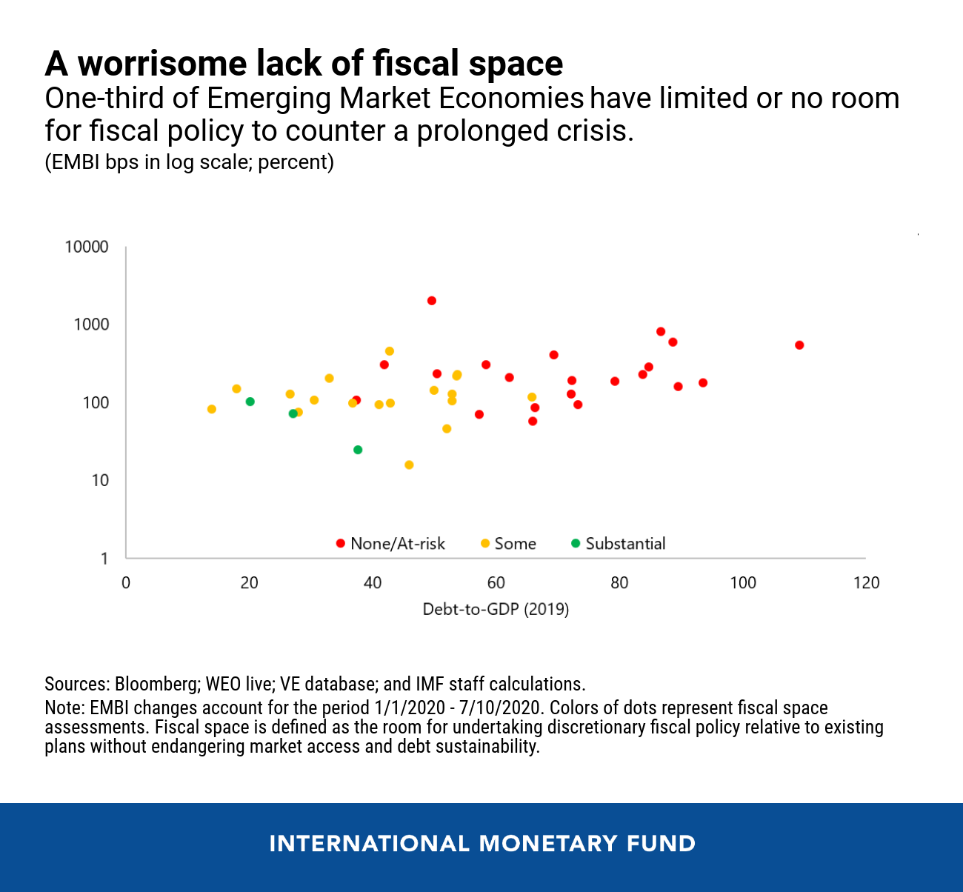 A worrisome lack of fiscal space
One-third of Emerging Market Economies have limited or no room
for fiscal policy to counter a prolonged crisis.
(EMBI bps in log scale; percent)
10000
1000
100
10
1
None/At-risk
Some
Substantial
0
20
40
60
80
100
120
Debt-to-GDP (2019)
Sources: Bloomberg; WEO live; VE database; and IMF staff calculations.
Note: EMBI changes account for the period 1/1/2020 - 7/10/2020. Colors of dots represent fiscal space
assessments. Fiscal space is defined as the room for undertaking discretionary fiscal policy relative to existing
plans without endangering market access and debt sustainability.
INTERNATIONAL MONETARY FUND